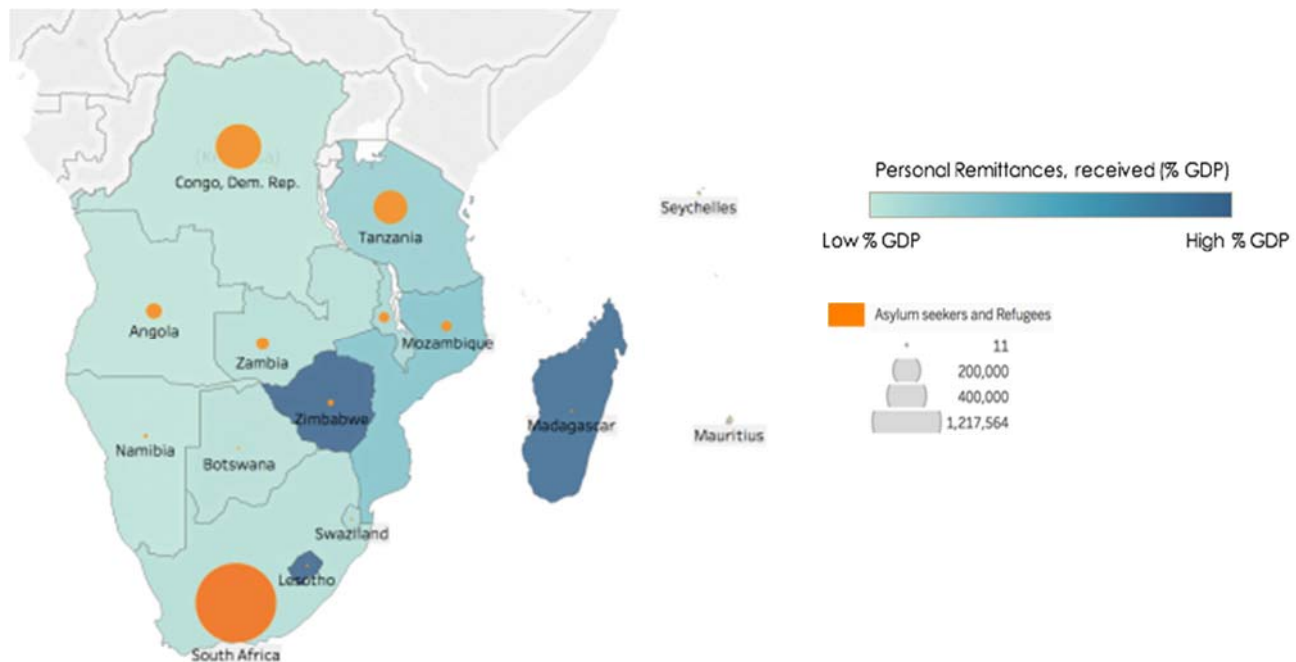 Congo, Dem. Rep.
Tanzania
Seychelles
Angola
Zambia
Mozambique
Zimbabwe
Madagascar
Mauritius
Namibia
Botswana
Swaziland
Lesotho
South Africa
Personal Remittances, received (% GDP)
Low % GDP
High % GDP
Asylum seekers and Refugees
11
200,000
400,000
1,217,564